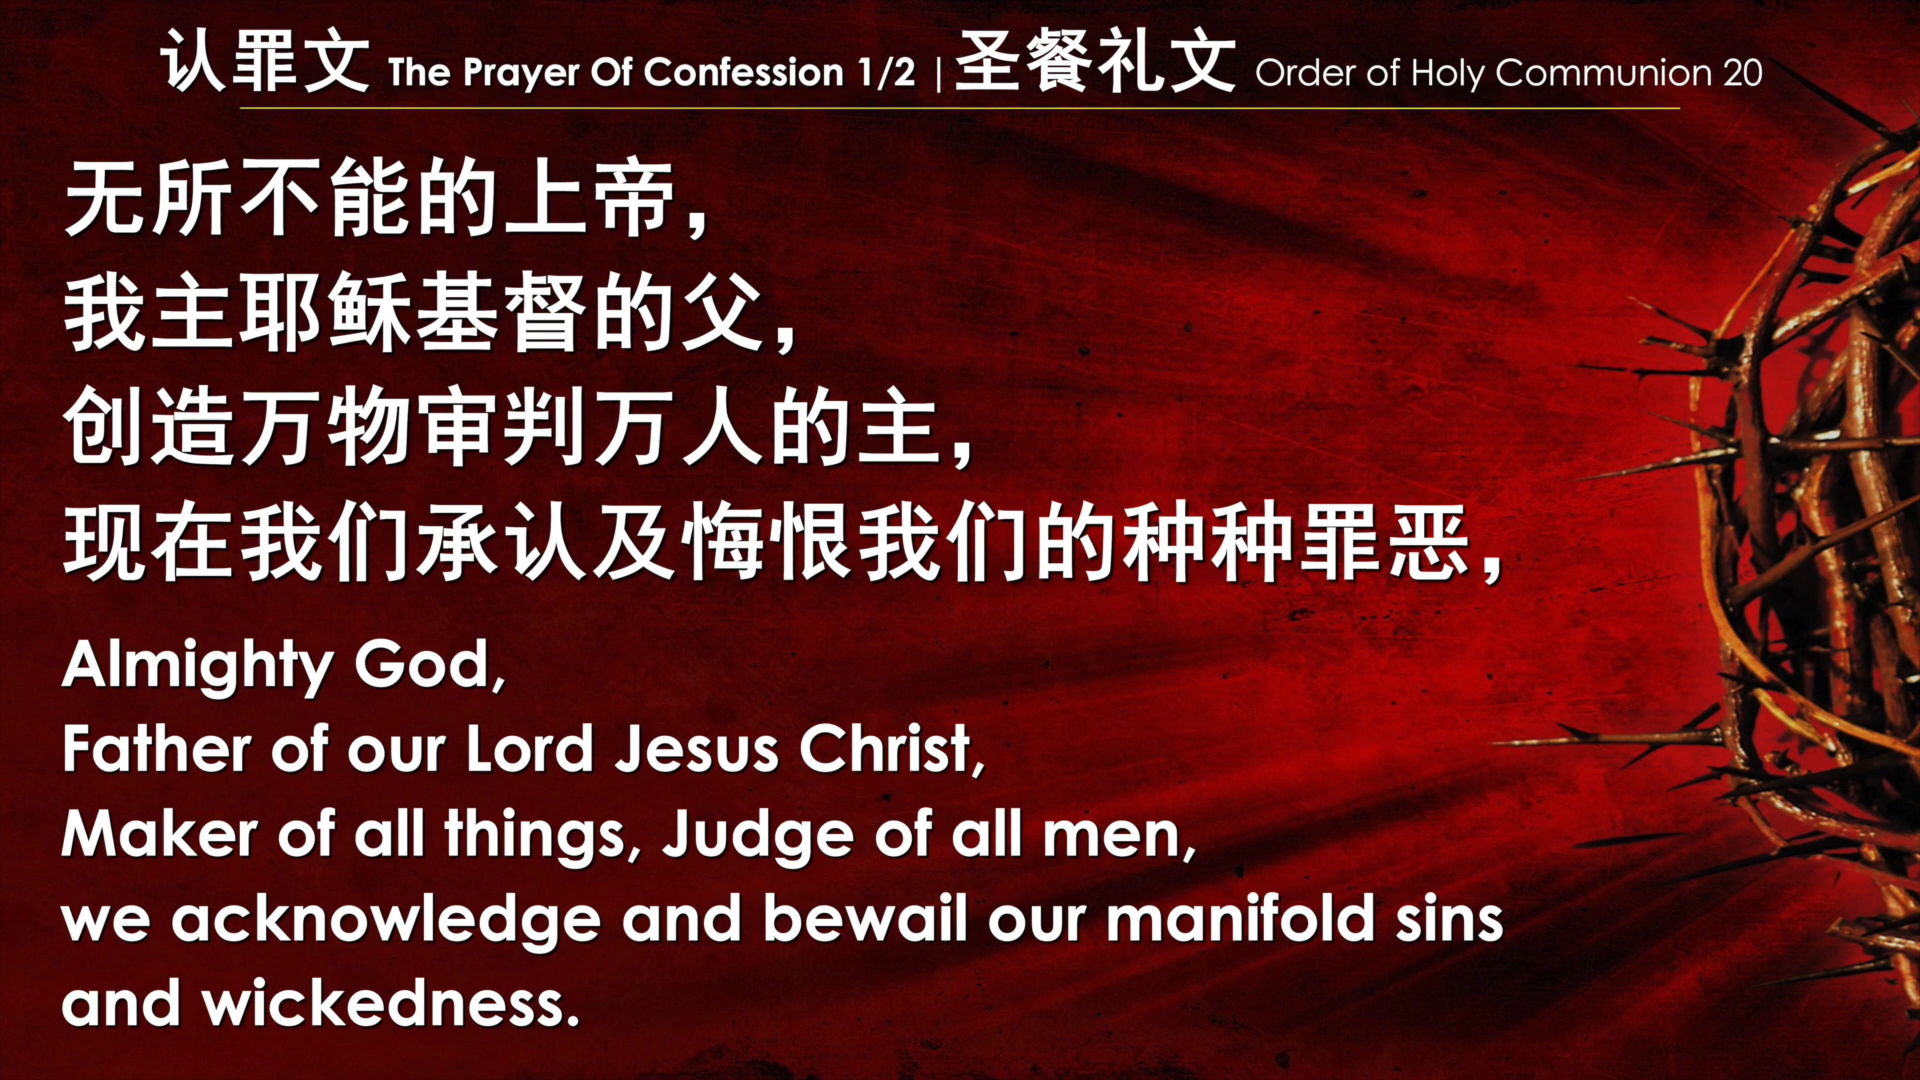 认罪文 The Prayer Of Confession 1/2 | 圣餐礼文 Order of Holy Communion 20
无所不能的上帝，
我主耶稣基督的父，
创造万物审判万人的主，
现在我们承认及悔恨我们的种种罪恶，
Almighty God,
Father of our Lord Jesus Christ,
Maker of all things, Judge of all men,
we acknowledge and bewail our manifold sins
and wickedness.